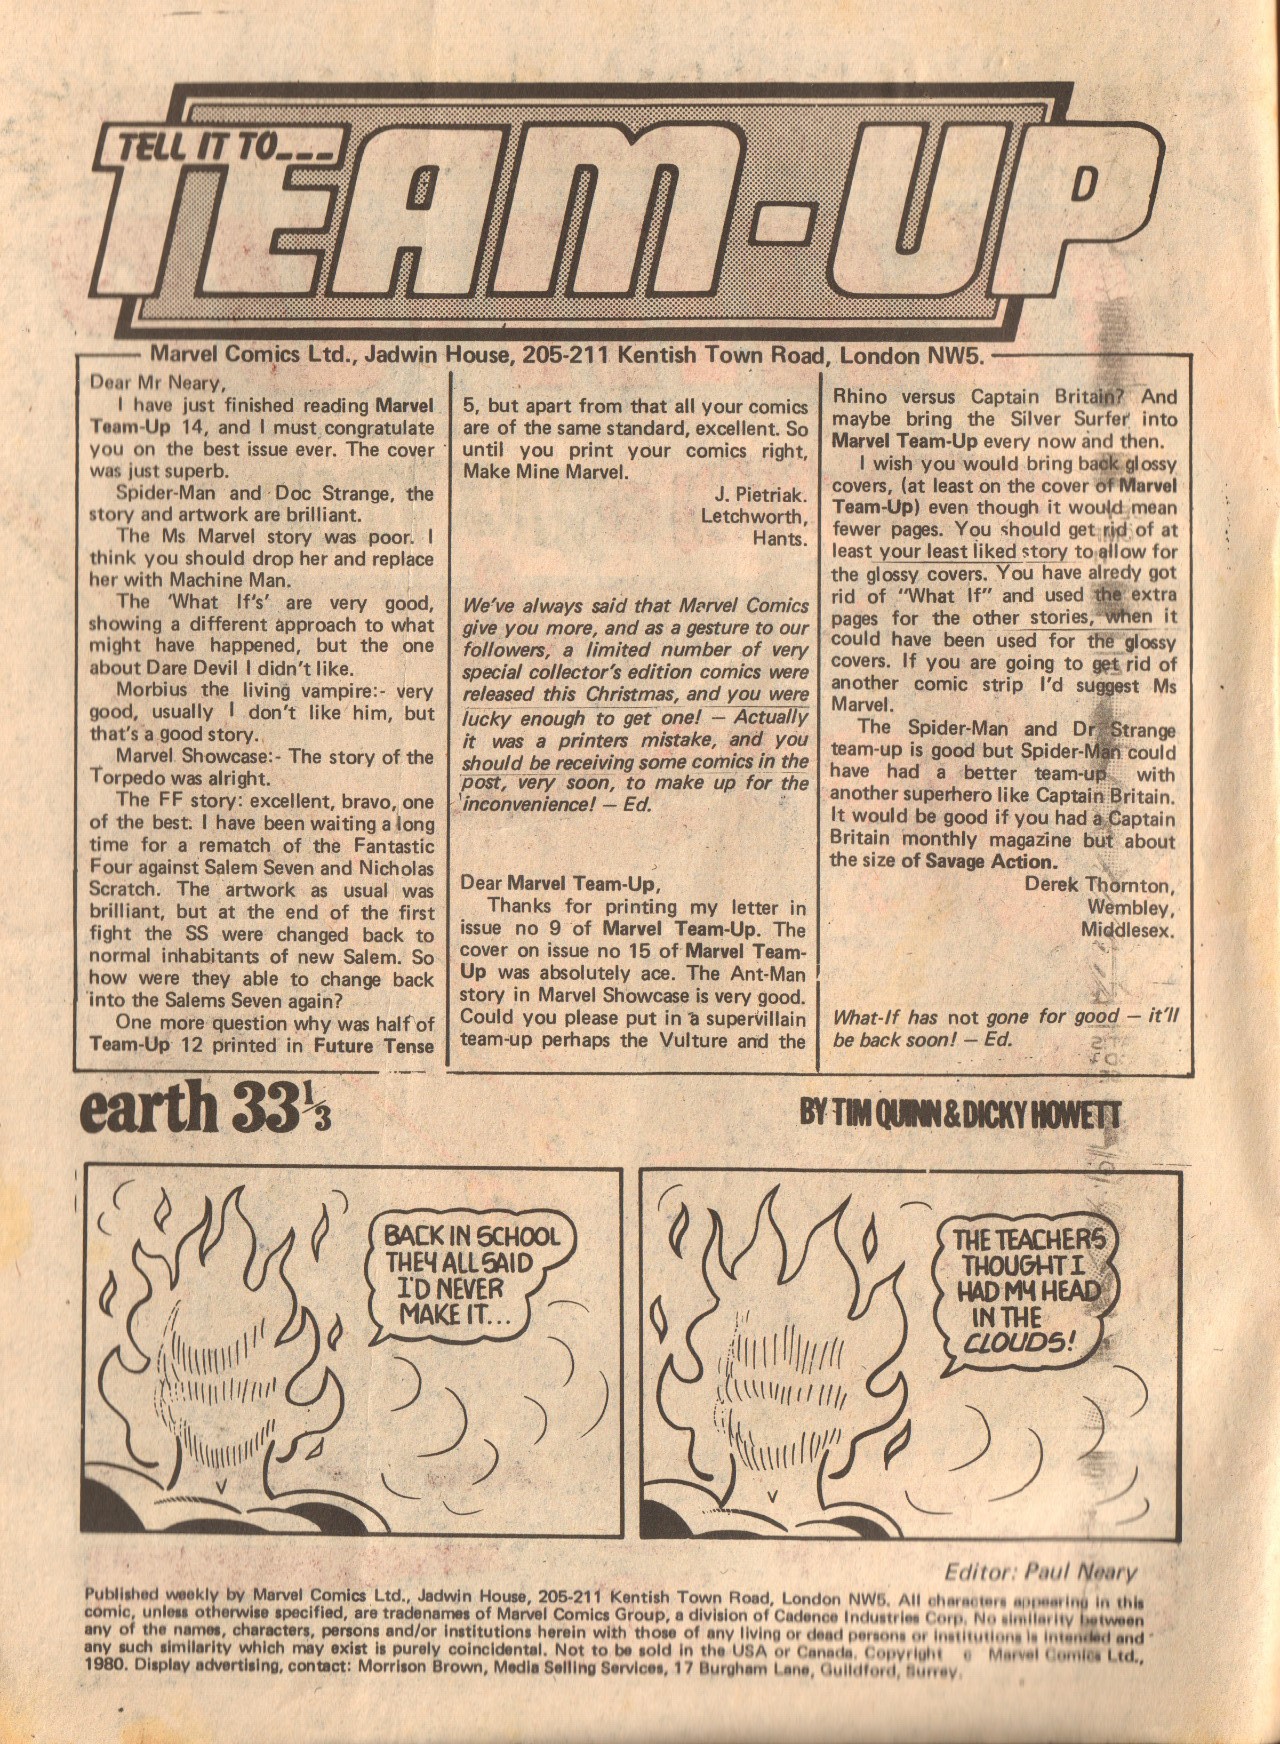 TELL IT TO---
TEAM-UP
Marvel Comics Ltd., Jadwin House, 205-211 Kentish Town Road, London NW5.
Dear Mr Neary,
I have just finished reading Marvel
Team-Up 14, and I must congratulate
you on the best issue ever. The cover
was just superb.
Spider-Man and Doc Strange, the
story and artwork are brilliant.
The Ms Marvel story was poor. I
think you should drop her and replace
her with Machine Man.
The 'What If's' are very good,
showing a different approach to what
might have happened, but the one
about Dare Devil I didn't like.
Morbius the living vampire:- very
good, usually I don't like him, but
that's a good story.
Marvel Showcase:- The story of the
Torpedo was alright.
The FF story: excellent, bravo, one
of the best. I have been waiting a long
time for a rematch of the Fantastic
Four against Salem Seven and Nicholas
Scratch. The artwork as usual was
brilliant, but at the end of the first
fight the SS were changed back to
normal inhabitants of new Salem. So
how were they able to change back
into the Salems Seven again?
One more question why was half of
Team-Up 12 printed in Future Tense
5, but apart from that all your comics
are of the same standard, excellent. So
until you print your comics right,
Make Mine Marvel.
J. Pietriak.
Letchworth,
Hants.
We've always said that Marvel Comics
give you more, and as a gesture to our
followers, a limited number of very
special collector's edition comics were
released this Christmas, and you were
lucky enough to get one! — Actually
it was a printers mistake, and you
should be receiving some comics in the
post, very soon, to make up for the
inconvenience! — Ed.
Dear Marvel Team-Up,
Thanks for printing my letter in
issue no 9 of Marvel Team-Up. The
cover on issue no 15 of Marvel Team-
Up was absolutely ace. The Ant-Man
story in Marvel Showcase is very good.
Could you please put in a supervillain
team-up perhaps the Vulture and the
Rhino versus Captain Britain? And
maybe bring the Silver Surfer into
Marvel Team-Up every now and then.
I wish you would bring back glossy
covers, (at least on the cover of Marvel
Team-Up) even though it would mean
fewer pages. You should get rid of at
least your least liked story to allow for
the glossy covers. You have alredy got
rid of "What If" and used the extra
pages for the other stories, when it
could have been used for the glossy
covers. If you are going to get rid of
another comic strip I'd suggest Ms
Marvel.
The Spider-Man and Dr Strange
team-up is good but Spider-Man could
have had a better team-up with
another superhero like Captain Britain.
It would be good if you had a Captain
Britain monthly magazine but about
the size of Savage Action.
Derek Thornton,
Wembley,
Middlesex.
What-If has not gone for good — it'll
be back soon! — Ed.
earth 33⅓
BY TIM QUINN & DICKY HOWETT
BACK IN SCHOOL
THEY ALL SAID
I'D NEVER
MAKE IT...
THE TEACHERS
THOUGHT I
HAD MY HEAD
IN THE
CLOUDS!
Editor: Paul Neary
Published weekly by Marvel Comics Ltd., Jadwin House, 205-211 Kentish Town Road, London NW5. All characters appearing in this
comic, unless otherwise specified, are tradenames of Marvel Comics Group, a division of Cadence Industries Corp. No similarity between
any of the names, characters, persons and/or institutions herein with those of any living or dead persons or institutions is intended and
any such similarity which may exist is purely coincidental. Not to be sold in the USA or Canada. Copyright © Marvel Comics Ltd.,
1980. Display advertising, contact: Morrison Brown, Media Selling Services, 17 Burgham Lane, Guildford, Surrey.